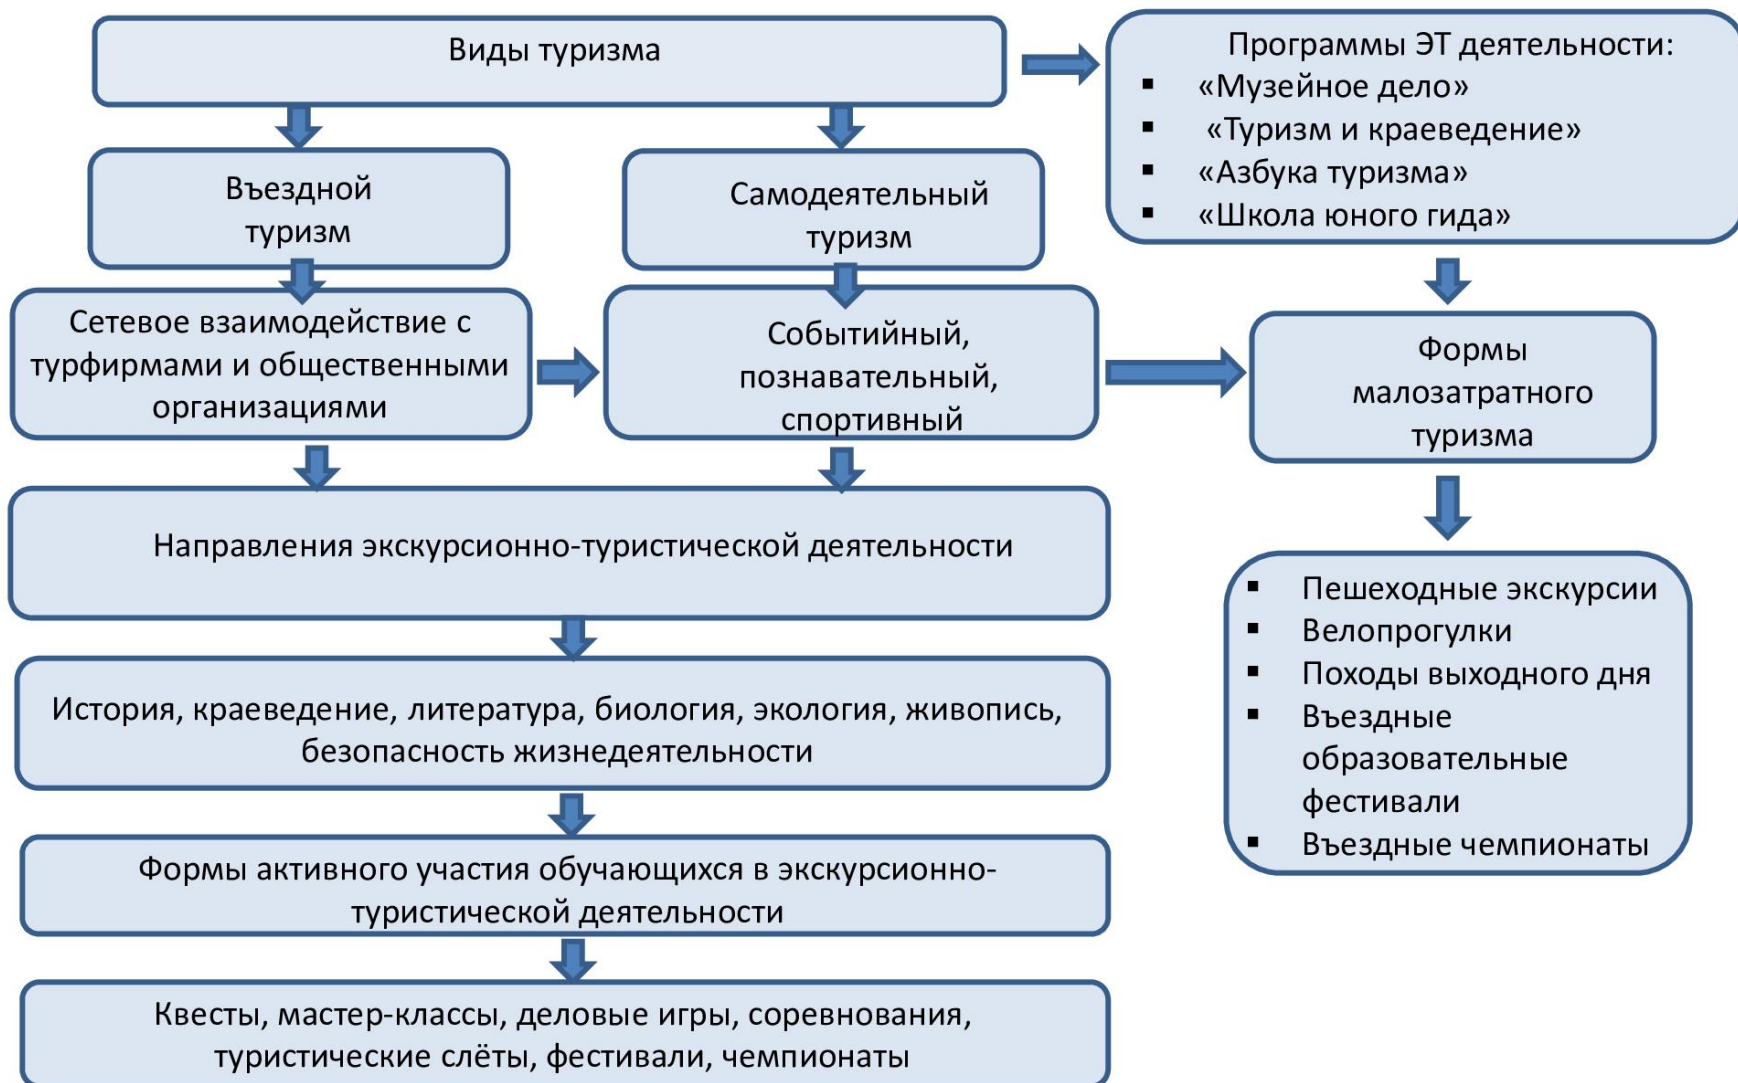 Виды туризма
Программы ЭТ деятельности:
▪ «Музейное дело»
▪ «Туризм и краеведение»
▪ «Азбука туризма»
▪ «Школа юного гида»
Въездной
туризм
Самодеятельный
туризм
Сетевое взаимодействие с
турфирмами и общественными
организациями
Событийный,
познавательный,
спортивный
Формы
малозатратного
туризма
Направления экскурсионно-туристической деятельности
История, краеведение, литература, биология, экология, живопись,
безопасность жизнедеятельности
Формы активного участия обучающихся в экскурсионно-
туристической деятельности
Квесты, мастер-классы, деловые игры, соревнования,
туристические слёты, фестивали, чемпионаты
▪ Пешеходные экскурсии
▪ Велопрогулки
▪ Походы выходного дня
▪ Въездные
образовательные
фестивали
▪ Въездные чемпионаты